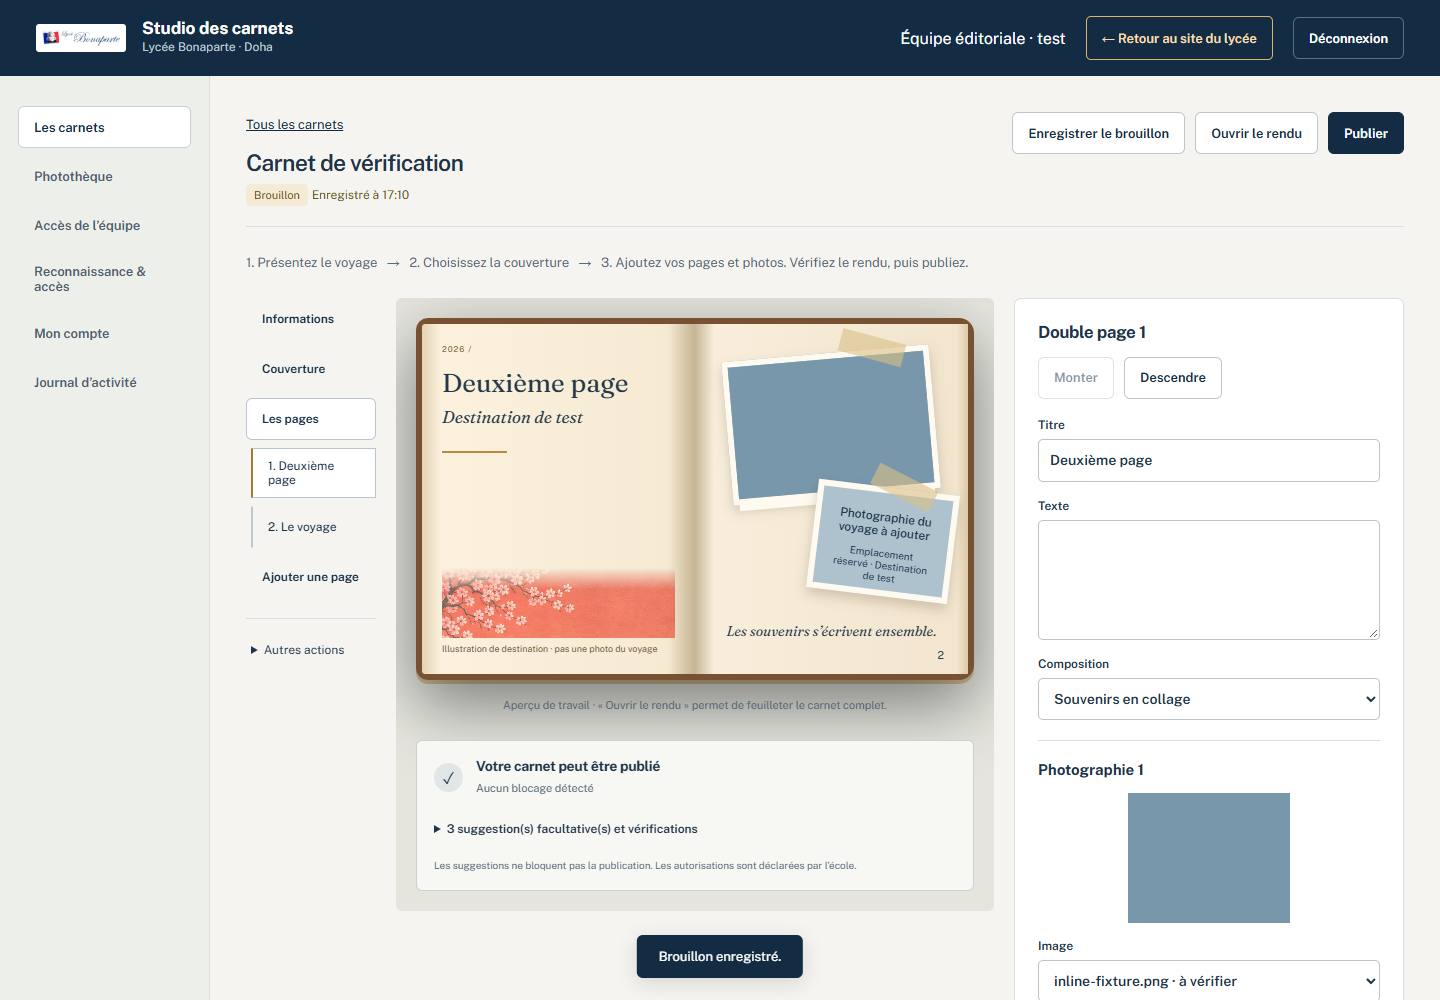 Lycée Bonaparte
Studio des carnets
Lycée Bonaparte · Doha
Équipe éditoriale · test
← Retour au site du lycée
Déconnexion
Les carnets
Photothèque
Accès de l’équipe
Reconnaissance &
accès
Mon compte
Journal d’activité
Tous les carnets
Carnet de vérification
Brouillon Enregistré à 17:10
Enregistrer le brouillon
Ouvrir le rendu
Publier
1. Présentez le voyage → 2. Choisissez la couverture → 3. Ajoutez vos pages et photos. Vérifiez le rendu, puis publiez.
Informations
Couverture
Les pages
1. Deuxième
page
2. Le voyage
Ajouter une page
▶ Autres actions
2026 /
Deuxième page
Destination de test
Illustration de destination · pas une photo du voyage
Photographie du
voyage à ajouter
Emplacement
réservé · Destination
de test
Les souvenirs s’écrivent ensemble.
2
Aperçu de travail · « Ouvrir le rendu » permet de feuilleter le carnet complet.
✓ Votre carnet peut être publié
Aucun blocage détecté
▶ 3 suggestion(s) facultative(s) et vérifications
Les suggestions ne bloquent pas la publication. Les autorisations sont déclarées par l’école.
Brouillon enregistré.
Double page 1
Monter
Descendre
Titre
Deuxième page
Texte
Composition
Souvenirs en collage
Photographie 1
Image
inline-fixture.png · à vérifier